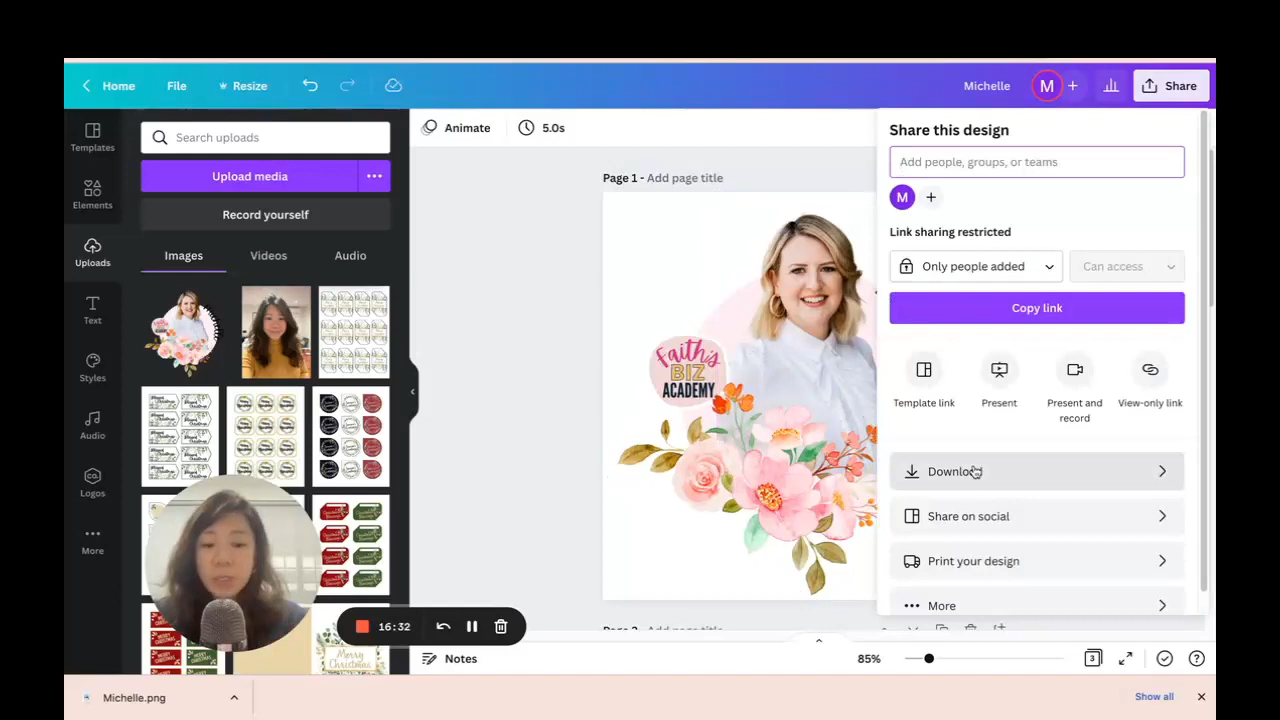 Home
File
Resize
Michelle
M
Share
Templates
Elements
Uploads
Text
Styles
Audio
Logos
More
Search uploads
Upload media
Record yourself
Images
Videos
Audio
Merry
Christmas
Animate
5.0s
Page 1 - Add page title
Faith's
BIZ
ACADEMY
Share this design
Add people, groups, or teams
M
Link sharing restricted
Only people added
Can access
Copy link
Template link
Present
Present and
record
View-only link
Download
Share on social
Print your design
More
16:32
Notes
85%
3
Michelle.png
Show all